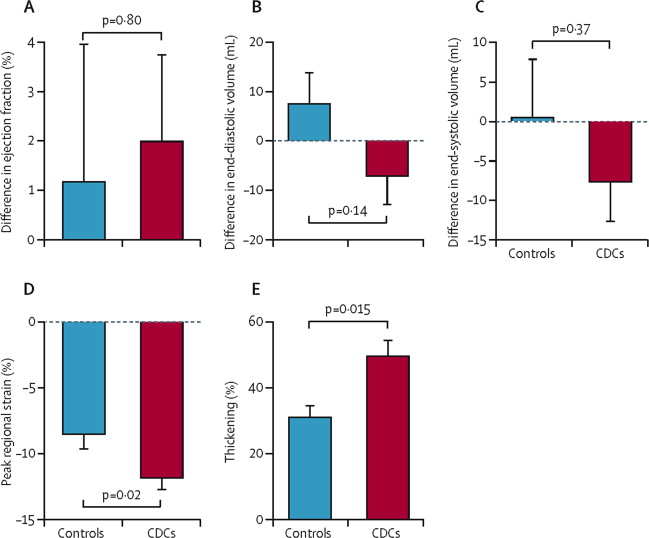 A
p=0·80
Difference in ejection fraction (%)
4
3
2
1
0
B
Difference in end-diastolic volume (mL)
20
10
0
−10
−20
p=0·14
C
p=0·37
Difference in end-systolic volume (mL)
10
5
0
−5
−10
−15
Controls
CDCs
D
Peak regional strain (%)
0
−5
−10
−15
p=0·02
Controls
CDCs
E
p=0·015
Thickening (%)
60
40
20
0
Controls
CDCs